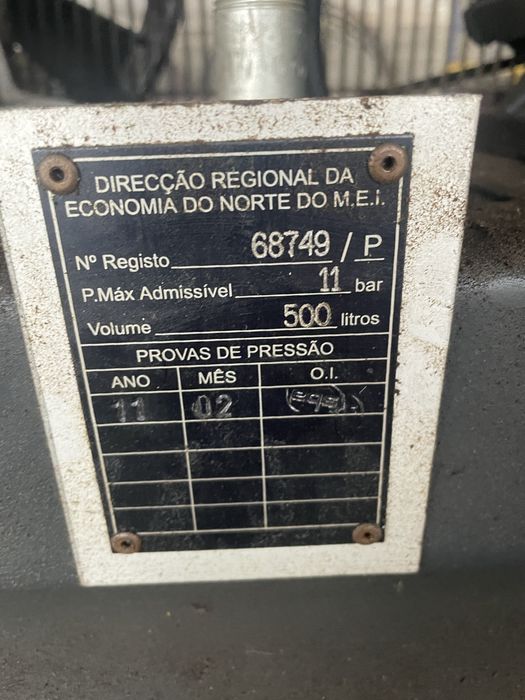 DIRECÇÃO REGIONAL DA
ECONOMIA DO NORTE DO M.E.I.
Nº Registo 68749 / P
P.Máx Admissível 11 bar
Volume 500 litros
PROVAS DE PRESSÃO
ANO MÊS O.I.
11 02